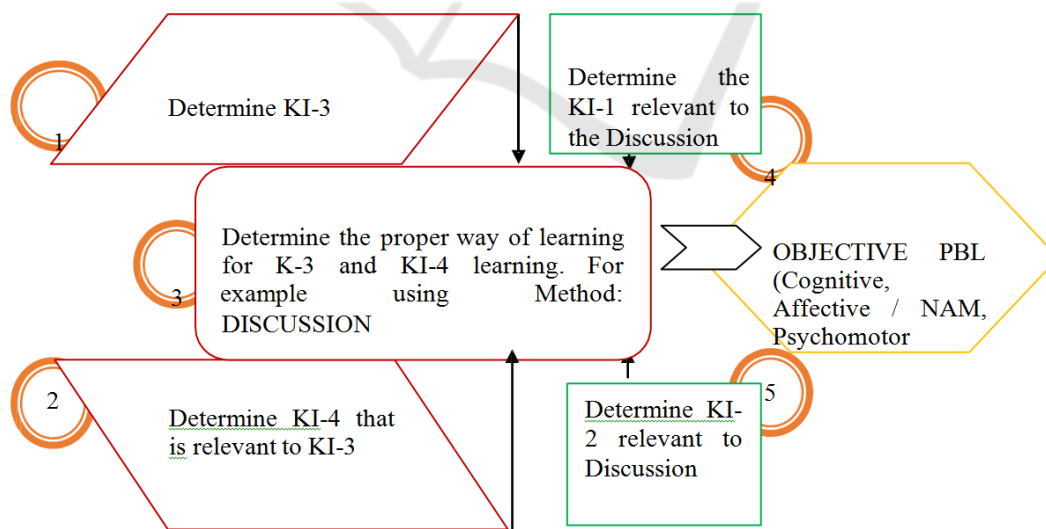 1
Determine KI-3
Determine the
KI-1 relevant to
the Discussion
4
3
Determine the proper way of learning
for K-3 and KI-4 learning. For
example using Method:
DISCUSSION
OBJECTIVE PBL
(Cognitive,
Affective / NAM,
Psychomotor
2
Determine KI-4 that
is relevant to KI-3
Determine KI-
2 relevant to
Discussion
5